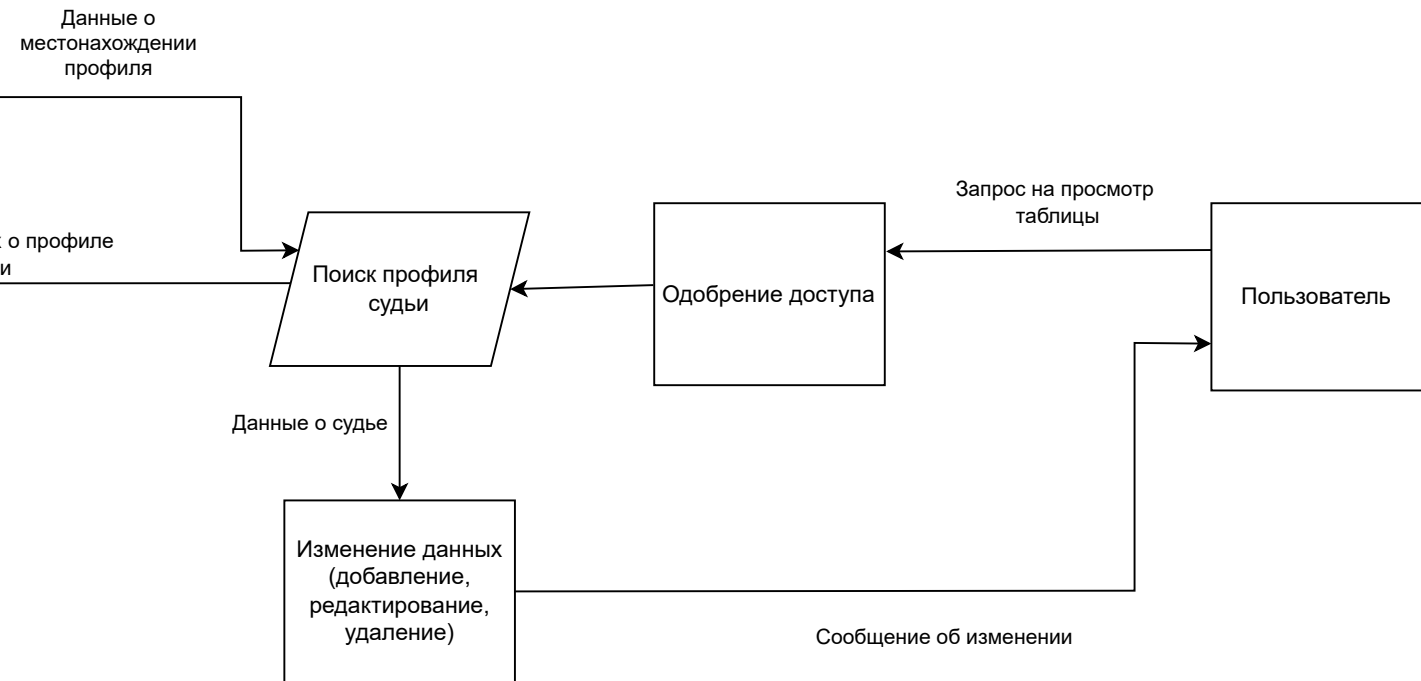 Данные о
местонахождении
профиля
о профиле
Поиск профиля
судьи
Данные о судье
Одобрение доступа
Запрос на просмотр
таблицы
Пользователь
Изменение данных
(добавление,
редактирование,
удаление)
Сообщение об изменении